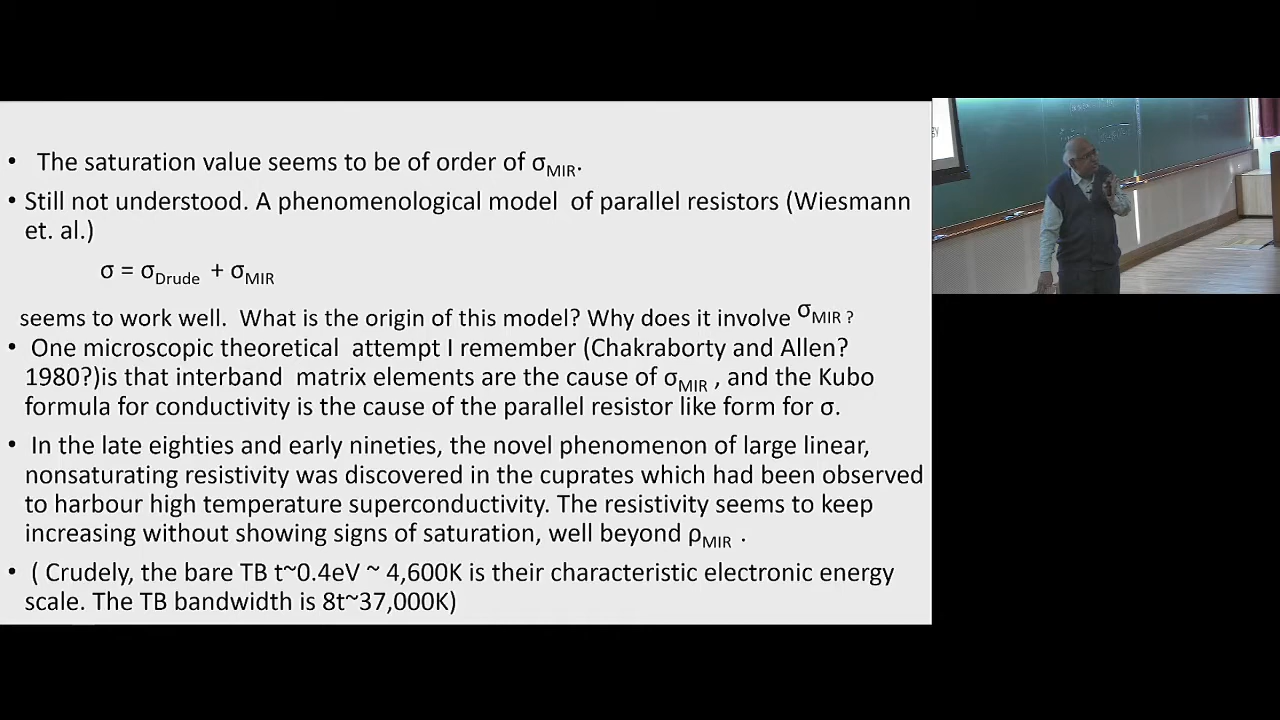 • The saturation value seems to be of order of σMIR.
• Still not understood. A phenomenological model of parallel resistors (Wiesmann
et. al.)
σ = σDrude + σMIR
seems to work well. What is the origin of this model? Why does it involve σMIR ?
• One microscopic theoretical attempt I remember (Chakraborty and Allen?
1980?)is that interband matrix elements are the cause of σMIR , and the Kubo
formula for conductivity is the cause of the parallel resistor like form for σ.
• In the late eighties and early nineties, the novel phenomenon of large linear,
nonsaturating resistivity was discovered in the cuprates which had been observed
to harbour high temperature superconductivity. The resistivity seems to keep
increasing without showing signs of saturation, well beyond ρMIR .
• ( Crudely, the bare TB t~0.4eV ~ 4,600K is their characteristic electronic energy
scale. The TB bandwidth is 8t~37,000K)